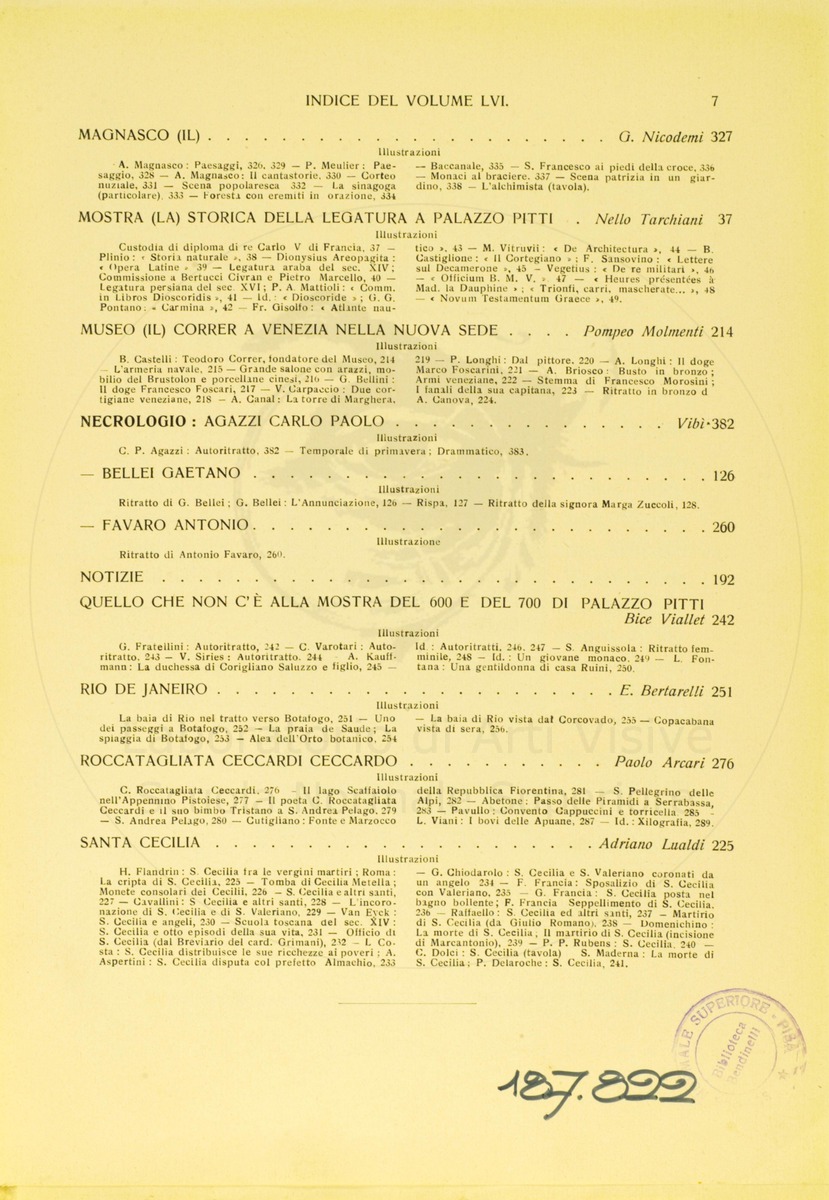 INDICE DEL VOLUME LVI. 7
MAGNASCO (IL) . . . . . . . . . . . . . . . . . . . . . . G. Nicodemi 327
Illustrazioni
A. Magnasco: Paesaggi, 326, 329 — P. Meulier: Pae-
saggio, 328 — A. Magnasco: Il cantastorie, 330 — Corteo
nuziale, 331 — Scena popolaresca 332 — La sinagoga
(particolare), 333 — Foresta con eremiti in orazione, 334
— Baccanale, 335 — S. Francesco ai piedi della croce, 336
— Monaci al braciere, 337 — Scena patrizia in un giar-
dino, 338 — L'alchimista (tavola).
MOSTRA (LA) STORICA DELLA LEGATURA A PALAZZO PITTI . Nello Tarchiani 37
Illustrazioni
Custodia di diploma di re Carlo V di Francia, 37 —
Plinio: « Storia naturale », 38 — Dionysius Areopagita:
« Opera Latine » 39 — Legatura araba del sec. XIV;
Commissione a Bertucci Civran e Pietro Marcello, 40 —
Legatura persiana del sec. XVI; P. A. Mattioli: « Comm.
in Libros Dioscoridis », 41 — Id.: « Dioscoride »; G. G.
Pontano: « Carmina », 42 — Fr. Gisolfo: « Atlante nau-
tico », 43 — M. Vitruvii: « De Architectura », 44 — B.
Castiglione: « Il Cortegiano »; F. Sansovino: « Lettere
sul Decamerone », 45 — Vegetius: « De re militari », 46
— « Officium B. M. V. » 47 — « Heures présentées à
Mad. la Dauphine »; « Trionfi, carri, mascherate... », 48
— « Novum Testamentum Graece », 49.
MUSEO (IL) CORRER A VENEZIA NELLA NUOVA SEDE . . . . Pompeo Molmenti 214
Illustrazioni
B. Castelli: Teodoro Correr, fondatore del Museo, 214
— L'armeria navale, 215 — Grande salone con arazzi, mo-
bilio del Brustolon e porcellane cinesi, 216 — G. Bellini:
Il doge Francesco Foscari, 217 — V. Carpaccio: Due cor-
tigiane veneziane, 218 — A. Canal: La torre di Marghera,
219 — P. Longhi: Dal pittore, 220 — A. Longhi: Il doge
Marco Foscarini, 221 — A. Briosco: Busto in bronzo;
Armi veneziane, 222 — Stemma di Francesco Morosini;
I fanali della sua capitana, 223 — Ritratto in bronzo d
A. Canova, 224.
NECROLOGIO: AGAZZI CARLO PAOLO . . . . . . . . . . . . . . . Vibì·382
Illustrazioni
C. P. Agazzi: Autoritratto, 382 — Temporale di primavera; Drammatico, 383.
— BELLEI GAETANO . . . . . . . . . . . . . . . . . . . . . . . . . 126
Illustrazioni
Ritratto di G. Bellei; G. Bellei: L'Annunciazione, 126 — Rispa, 127 — Ritratto della signora Marga Zuccoli, 128.
— FAVARO ANTONIO . . . . . . . . . . . . . . . . . . . . . . . . . 260
Illustrazione
Ritratto di Antonio Favaro, 260.
NOTIZIE . . . . . . . . . . . . . . . . . . . . . . . . . . . . . . 192
QUELLO CHE NON C'È ALLA MOSTRA DEL 600 E DEL 700 DI PALAZZO PITTI
Bice Viallet 242
Illustrazioni
G. Fratellini: Autoritratto, 242 — C. Varotari: Auto-
ritratto, 243 — V. Siries: Autoritratto, 244 A. Kauff-
mann: La duchessa di Corigliano Saluzzo e figlio, 245 —
Id.: Autoritratti, 246, 247 — S. Anguissola: Ritratto fem-
minile, 248 — Id.: Un giovane monaco, 249 — L. Fon-
tana: Una gentildonna di casa Ruini, 250.
RIO DE JANEIRO . . . . . . . . . . . . . . . . . . . . . . E. Bertarelli 251
Illustrazioni
La baia di Rio nel tratto verso Botafogo, 251 — Uno
dei passeggi a Botafogo, 252 — La praia de Saude; La
spiaggia di Botafogo, 253 — Alea dell'Orto botanico, 254
— La baia di Rio vista dal Corcovado, 255 — Copacabana
vista di sera, 256.
ROCCATAGLIATA CECCARDI CECCARDO . . . . . . . . . . . Paolo Arcari 276
Illustrazioni
C. Roccatagliata Ceccardi, 276 - Il lago Scaffaiolo
nell'Appennino Pistoiese, 277 — Il poeta C. Roccatagliata
Ceccardi e il suo bimbo Tristano a S. Andrea Pelago, 279
— S. Andrea Pelago, 280 — Cutigliano: Fonte e Marzocco
della Repubblica Fiorentina, 281 — S. Pellegrino delle
Alpi, 282 — Abetone: Passo delle Piramidi a Serrabassa,
283 — Pavullo: Convento Cappuccini e torricella, 285 -
L. Viani: I bovi delle Apuane, 287 — Id.: Xilografia, 289.
SANTA CECILIA . . . . . . . . . . . . . . . . . . . . . . Adriano Lualdi 225
Illustrazioni
H. Flandrin: S. Cecilia fra le vergini martiri; Roma:
La cripta di S. Cecilia, 225 — Tomba di Cecilia Metella;
Monete consolari dei Cecilii, 226 — S. Cecilia e altri santi,
227 — Cavallini: S Cecilia e altri santi, 228 — L'incoro-
nazione di S. Cecilia e di S. Valeriano, 229 — Van Eyck:
S. Cecilia e angeli, 230 — Scuola toscana del sec. XIV:
S. Cecilia e otto episodi della sua vita, 231 — Officio di
S. Cecilia (dal Breviario del card. Grimani), 232 — L Co-
sta: S. Cecilia distribuisce le sue ricchezze ai poveri; A.
Aspertini: S. Cecilia disputa col prefetto Almachio, 233
— G. Chiodarolo: S. Cecilia e S. Valeriano coronati da
un angelo 234 — F. Francia: Sposalizio di S. Cecilia
con Valeriano, 235 — G. Francia: S. Cecilia posta nel
bagno bollente; F. Francia Seppellimento di S. Cecilia,
236 — Raffaello: S. Cecilia ed altri santi, 237 — Martirio
di S. Cecilia (da Giulio Romano), 238 — Domenichino:
La morte di S. Cecilia; Il martirio di S. Cecilia (incisione
di Marcantonio), 239 — P. P. Rubens: S. Cecilia, 240 —
C. Dolci: S. Cecilia (tavola) S. Maderna: La morte di
S. Cecilia; P. Delaroche: S. Cecilia, 241.
SUPERIORE - PISA
Biblioteca
187.822